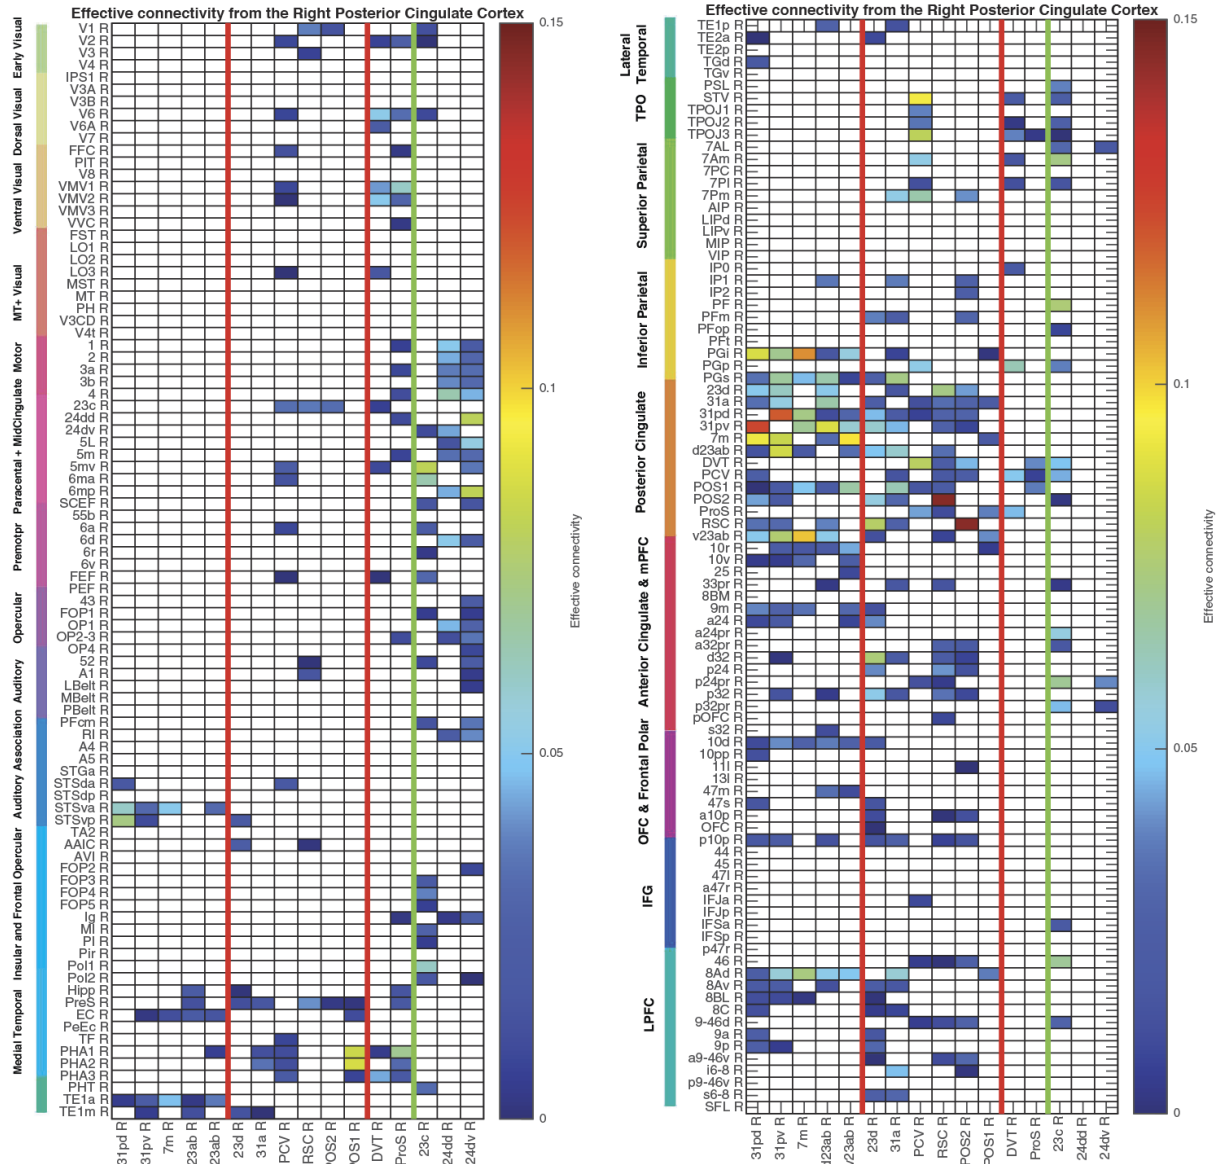 Effective connectivity from the Right Posterior Cingulate Cortex
Early Visual
Dorsal Visual
Ventral Visual
MT+ Visual
Paracental + MidCingulate Motor
Premotpr
Opercular
Auditory
Auditory Association
Insular and Frontal Opercular
Medial Temporal
V1 R
V2 R
V3 R
V4 R
IPS1 R
V3A R
V3B R
V6 R
V6A R
V7 R
FFC R
PIT R
V8 R
VMV1 R
VMV2 R
VMV3 R
VVC R
FST R
LO1 R
LO2 R
LO3 R
MST R
MT R
PH R
V3CD R
V4t R
1 R
2 R
3a R
3b R
4 R
23c R
24dd R
24dv R
5L R
5m R
5mv R
6ma R
6mp R
SCEF R
55b R
6a R
6d R
6r R
6v R
FEF R
PEF R
43 R
FOP1 R
OP1 R
OP2-3 R
OP4 R
52 R
A1 R
LBelt R
MBelt R
PBelt R
PFcm R
RI R
A4 R
A5 R
STGa R
STSda R
STSdp R
STSva R
STSvp R
TA2 R
AAIC R
AVI R
FOP2 R
FOP3 R
FOP4 R
FOP5 R
Ig R
MI R
PI R
Pir R
PoI1 R
PoI2 R
Hipp R
PreS R
EC R
PeEc R
TF R
PHA1 R
PHA2 R
PHA3 R
PHT R
TE1a R
TE1m R
31pd R
31pv R
7m R
23ab R
23ab R
23d R
31a R
PCV R
RSC R
POS2 R
POS1 R
DVT R
ProS R
23c R
24dd R
24dv R
0.15
0.1
0.05
0
Effective connectivity
Effective connectivity from the Right Posterior Cingulate Cortex
Lateral
Temporal
TPO
Superior Parietal
Inferior Parietal
Posterior Cingulate
Anterior Cingulate & mPFC
OFC & Frontal Polar
IFG
LPFC
TE1p R
TE2a R
TE2p R
TGd R
TGv R
PSL R
STV R
TPOJ1 R
TPOJ2 R
TPOJ3 R
7AL R
7Am R
7PC R
7Pl R
7Pm R
AIP R
LIPd R
LIPv R
MIP R
VIP R
IP0 R
IP1 R
IP2 R
PF R
PFm R
PFop R
PFt R
PGi R
PGp R
PGs R
23d R
31a R
31pd R
31pv R
7m R
d23ab R
DVT R
PCV R
POS1 R
POS2 R
ProS R
RSC R
v23ab R
10r R
10v R
25 R
33pr R
8BM R
9m R
a24 R
a24pr R
a32pr R
d32 R
p24 R
p24pr R
p32 R
p32pr R
pOFC R
s32 R
10d R
10pp R
11l R
13l R
47m R
47s R
a10p R
OFC R
p10p R
44 R
45 R
47l R
a47r R
IFJa R
IFJp R
IFSa R
IFSp R
p47r R
46 R
8Ad R
8Av R
8BL R
8C R
9-46d R
9a R
9p R
a9-46v R
i6-8 R
p9-46v R
s6-8 R
SFL R
31pd R
31pv R
7m R
d23ab R
v23ab R
23d R
31a R
PCV R
RSC R
POS2 R
POS1 R
DVT R
ProS R
23c R
24dd R
24dv R
0.15
0.1
0.05
0
Effective connectivity